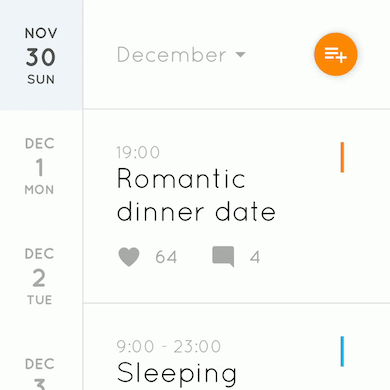 NOV
30
SUN
December
DEC
1
MON
19:00
Romantic
dinner date
64
4
DEC
2
TUE
9:00 - 23:00
Sleeping
DEC
3